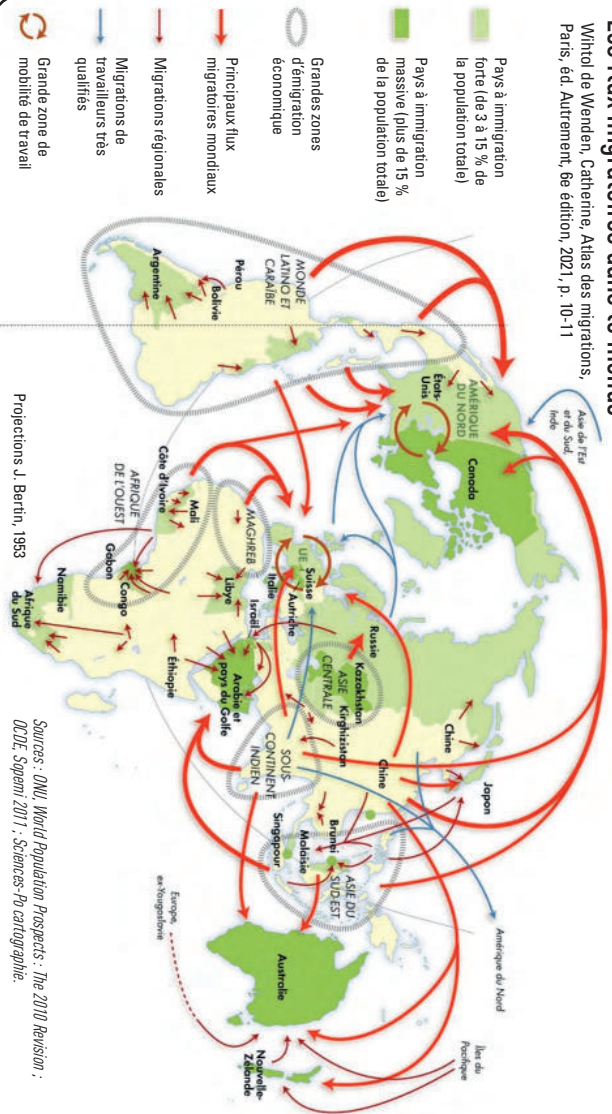 Les flux migratoires dans le monde
Wihtol de Wenden, Catherine, Atlas des migrations,
Paris, éd. Autrement, 6e édition, 2021, p. 10-11
Pays à immigration
forte (de 3 à 15 % de
la population totale)
Pays à immigration
massive (plus de 15 %
de la population totale)
Grandes zones
d'émigration
économique
Principaux flux
migratoires mondiaux
Migrations régionales
Migrations de
travailleurs très
qualifiés
Grande zone de
mobilité de travail
Asie de l'Est
et du Sud,
Inde
AMÉRIQUE
DU NORD
Canada
États-
Unis
MONDE
LATINO ET
CARAÏBE
Pérou
Bolivie
Argentine
UE
Suisse
Autriche
Italie
MAGHREB
Libye
Israël
AFRIQUE
DE L'OUEST
Mali
Côte d'Ivoire
Gabon
Congo
Namibie
Afrique
du Sud
Éthiopie
Arabie et
pays du Golfe
Russie
Kazakhstan
ASIE
CENTRALE
Kirghizistan
SOUS-
CONTINENT
INDIEN
Chine
Chine
Japon
Brunei
Malaisie
Singapour
ASIE DU
SUD-EST
Amérique du Nord
Îles du
Pacifique
Australie
Nouvelle-
Zélande
Europe,
ex-Yougoslavie
Projections J. Bertin, 1953
Sources : ONU, World Population Prospects : The 2010 Revision ;
OCDE, Sopemi 2011 ; Sciences-Po cartographie.